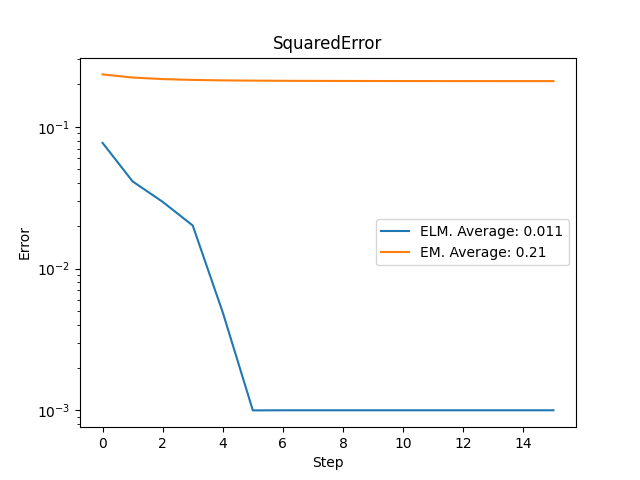 SquaredError
Error
10⁻¹
10⁻²
10⁻³
ELM. Average: 0.011
EM. Average: 0.21
0 2 4 6 8 10 12 14
Step